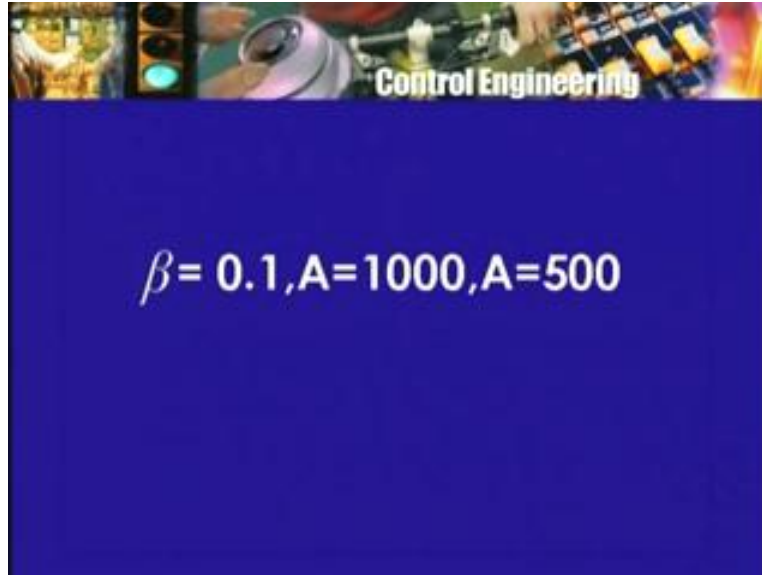 Control Engineering
β= 0.1,A=1000,A=500